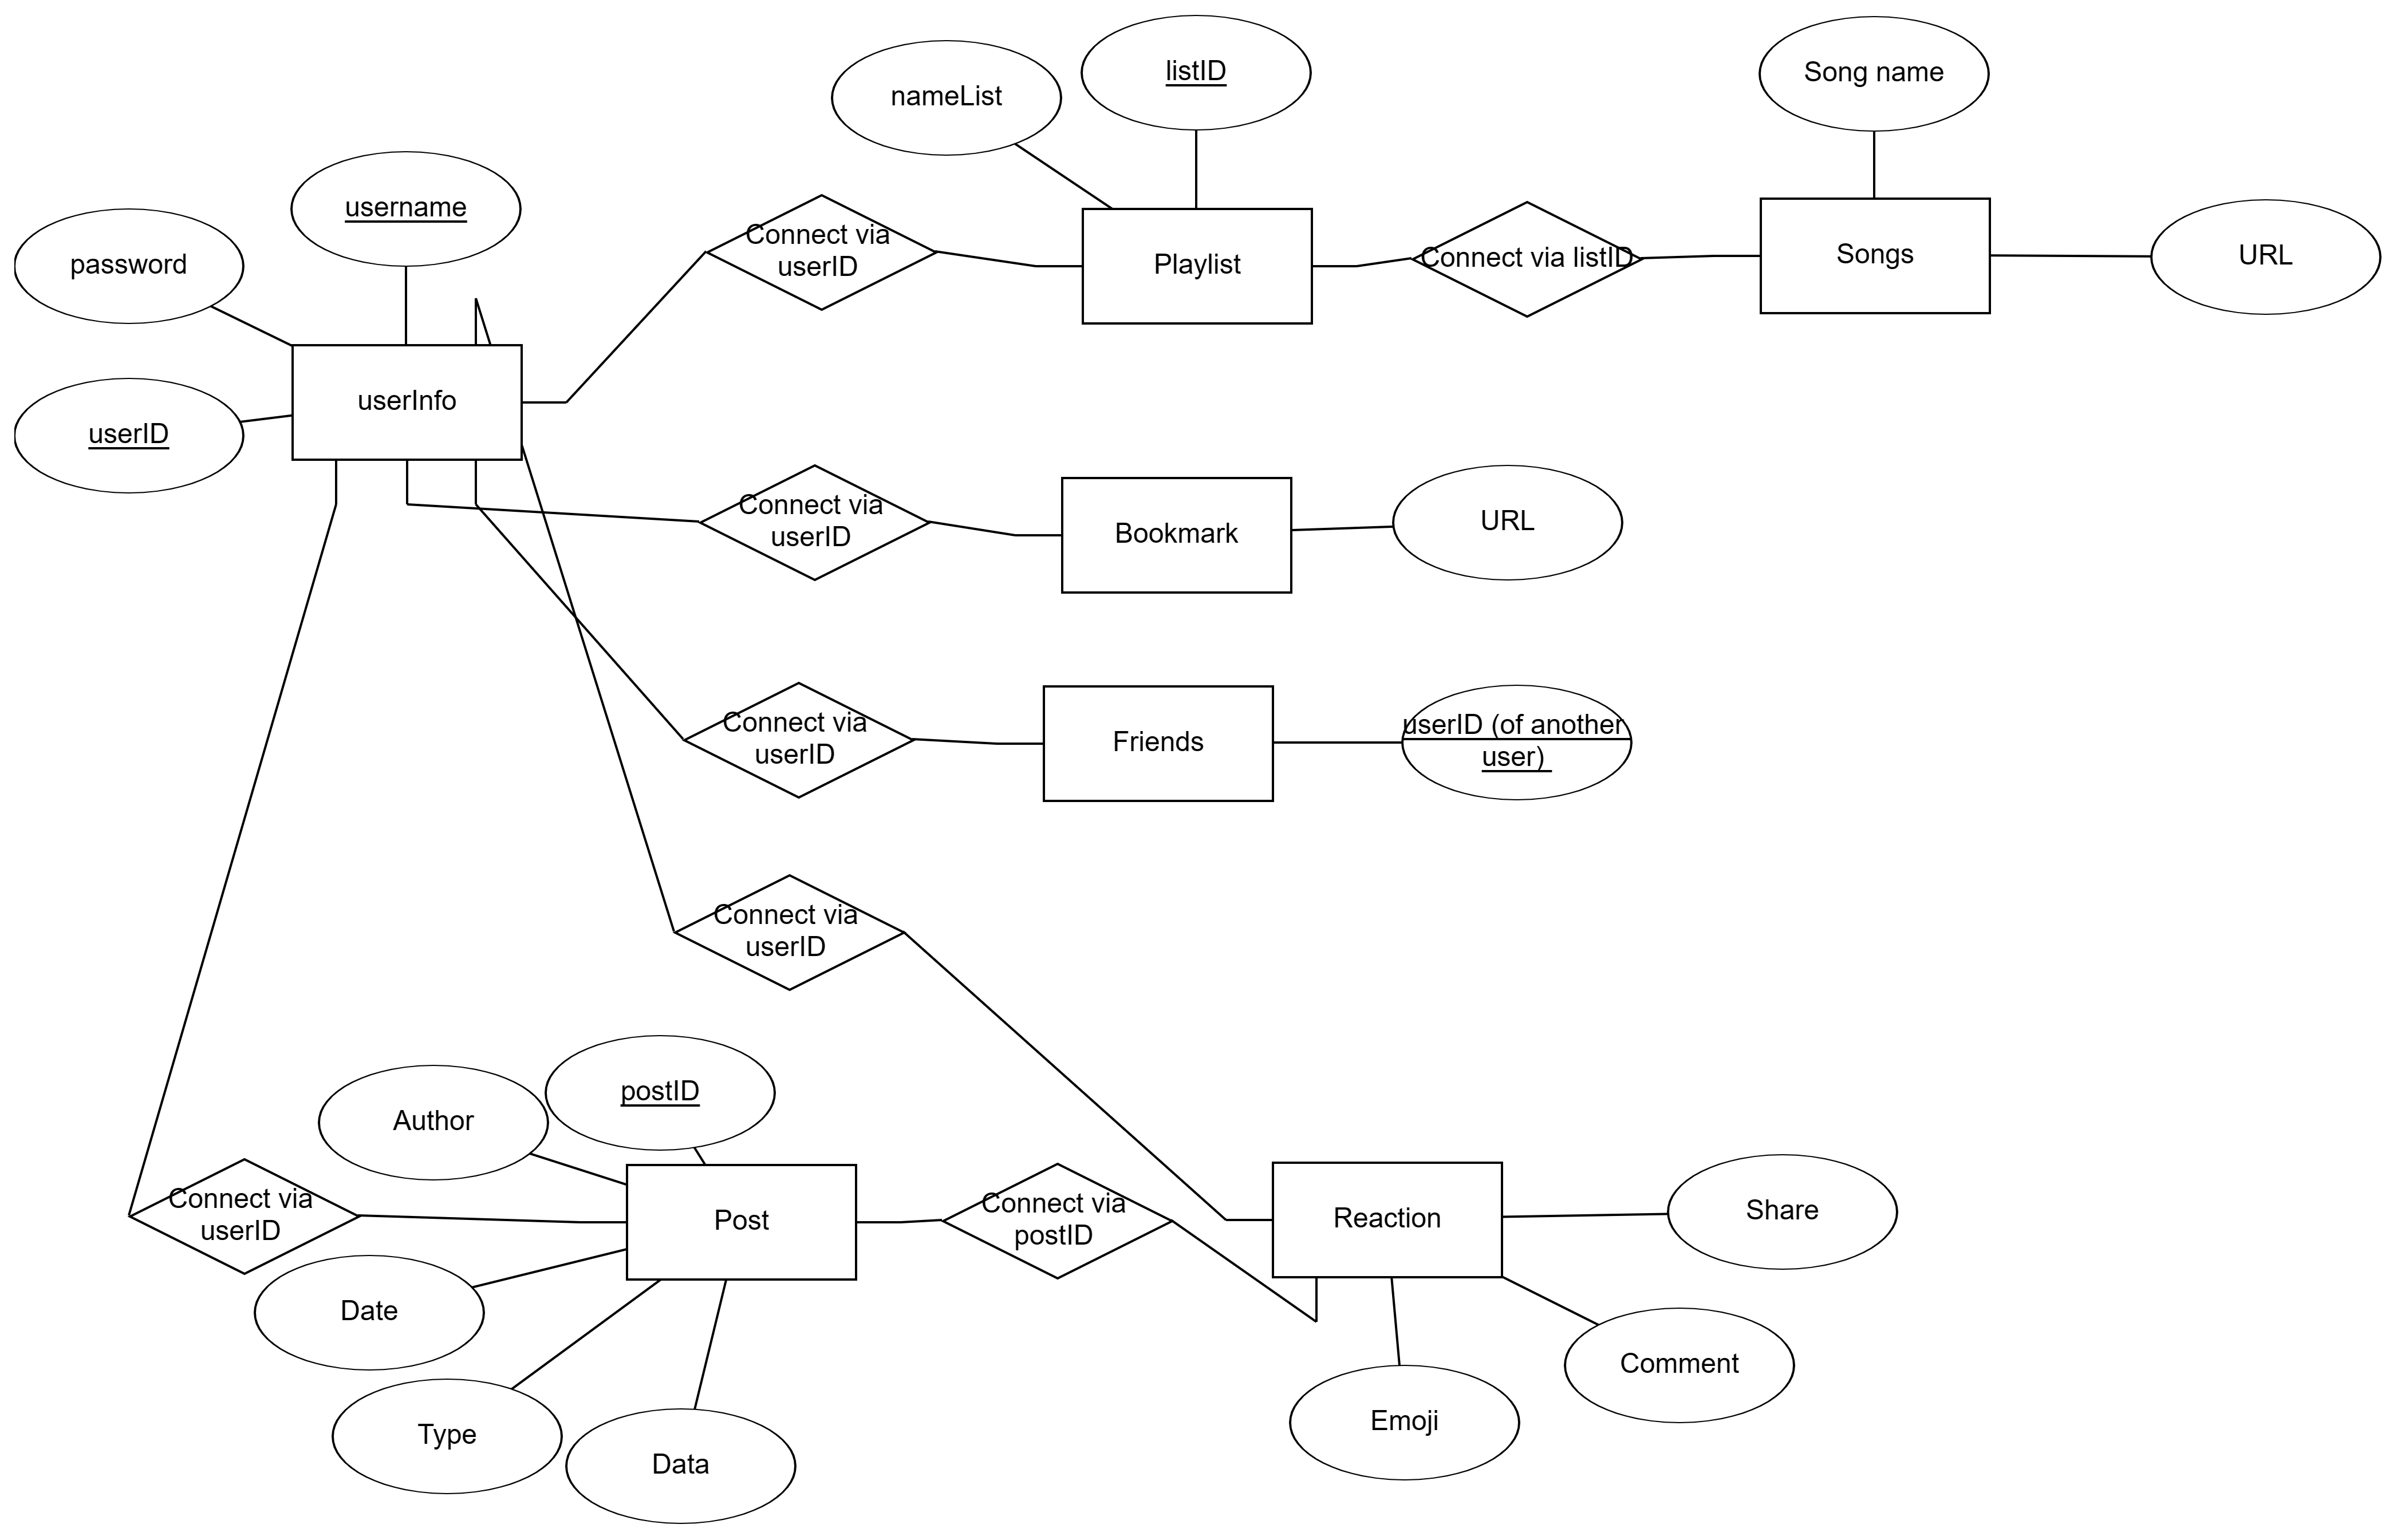 Song name
listID
nameList
username
Connect via
userID
password
Playlist
Connect via listID
Songs
URL
userInfo
userID
Connect via
userID
Bookmark
URL
Connect via
userID
Friends
userID (of another
user)
Connect via
userID
postID
Author
Connect via
userID
Post
Connect via
postID
Reaction
Share
Date
Comment
Emoji
Type
Data